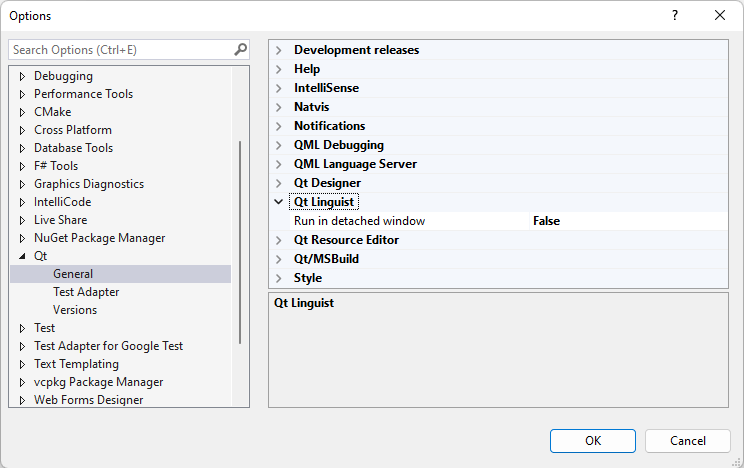 Options
?
Search Options (Ctrl+E)
Debugging
Performance Tools
CMake
Cross Platform
Database Tools
F# Tools
Graphics Diagnostics
IntelliCode
Live Share
NuGet Package Manager
Qt
General
Test Adapter
Versions
Test
Test Adapter for Google Test
Text Templating
vcpkg Package Manager
Web Forms Designer
Development releases
Help
IntelliSense
Natvis
Notifications
QML Debugging
QML Language Server
Qt Designer
Qt Linguist
Run in detached window False
Qt Resource Editor
Qt/MSBuild
Style
Qt Linguist
OK Cancel